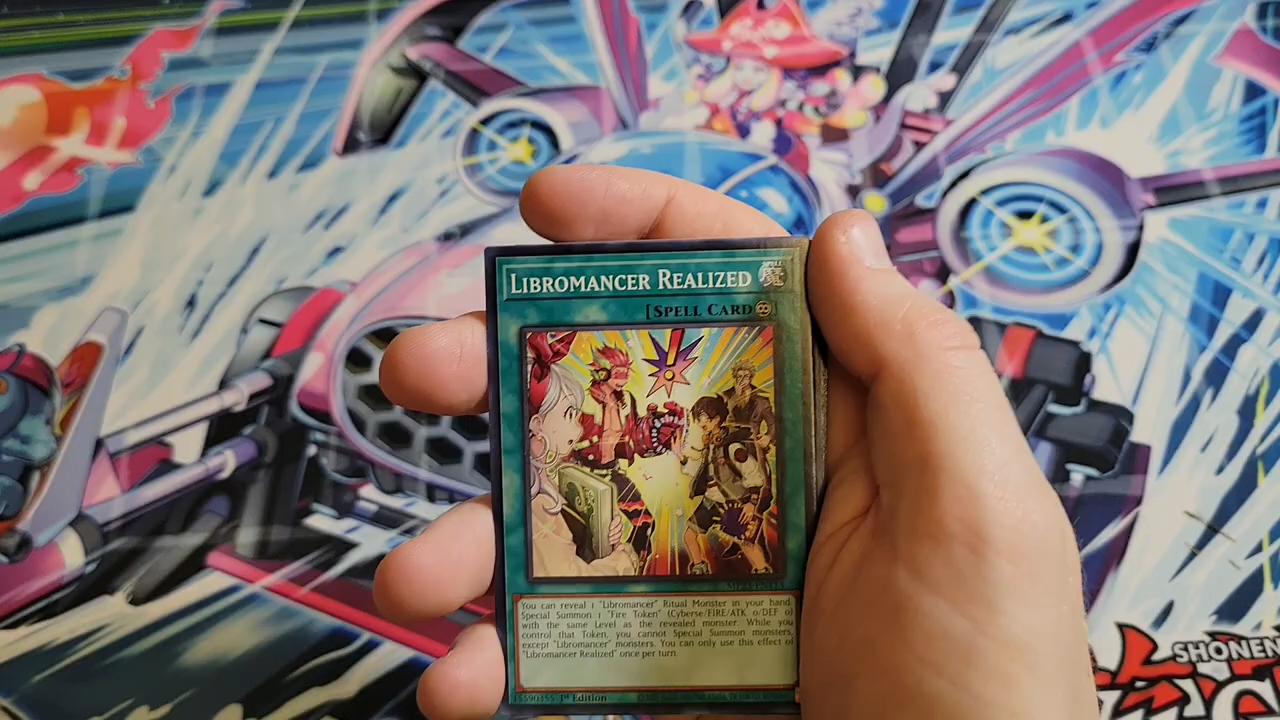 LIBROMANCER REALIZED
SPELL
魔
[SPELL CARD
]
MP23-EN233
You can reveal 1 "Libromancer" Ritual Monster in your hand;
Special Summon 1 "Fire Token" (Cyberse/FIRE/ATK 0/DEF 0)
with the same Level as the revealed monster. While you
control that Token, you cannot Special Summon monsters,
except "Libromancer" monsters. You can only use this effect of
"Libromancer Realized" once per turn.
1st Edition
SHONEN